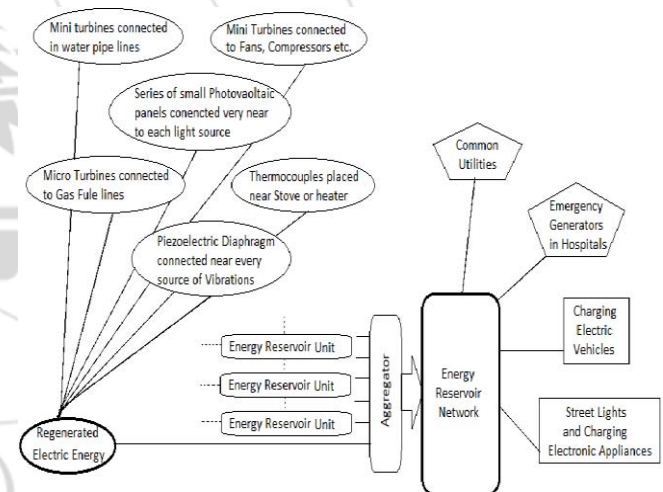 Mini turbines connected
in water pipe lines
Mini Turbines connected
to Fans, Compressors etc.
Series of small Photovaoltaic
panels conencted very near
to each light source
Micro Turbines connected
to Gas Fule lines
Thermocouples placed
near Stove or heater
Piezoelectric Diaphragm
connected near every
source of Vibrations
Regenerated
Electric Energy
Energy Reservoir Unit
Energy Reservoir Unit
Energy Reservoir Unit
Aggregator
Energy
Reservoir
Network
Common
Utilities
Emergency
Generators
in Hospitals
Charging
Electric
Vehicles
Street Lights
and Charging
Electronic Appliances